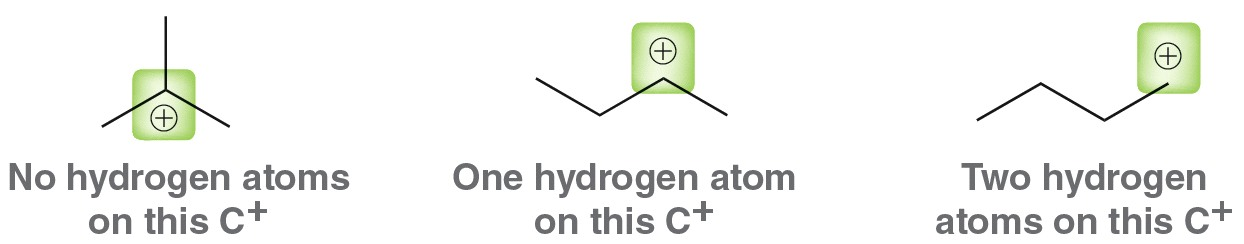 ⊕
⊕
⊕
No hydrogen atoms
on this C⁺
One hydrogen atom
on this C⁺
Two hydrogen
atoms on this C⁺